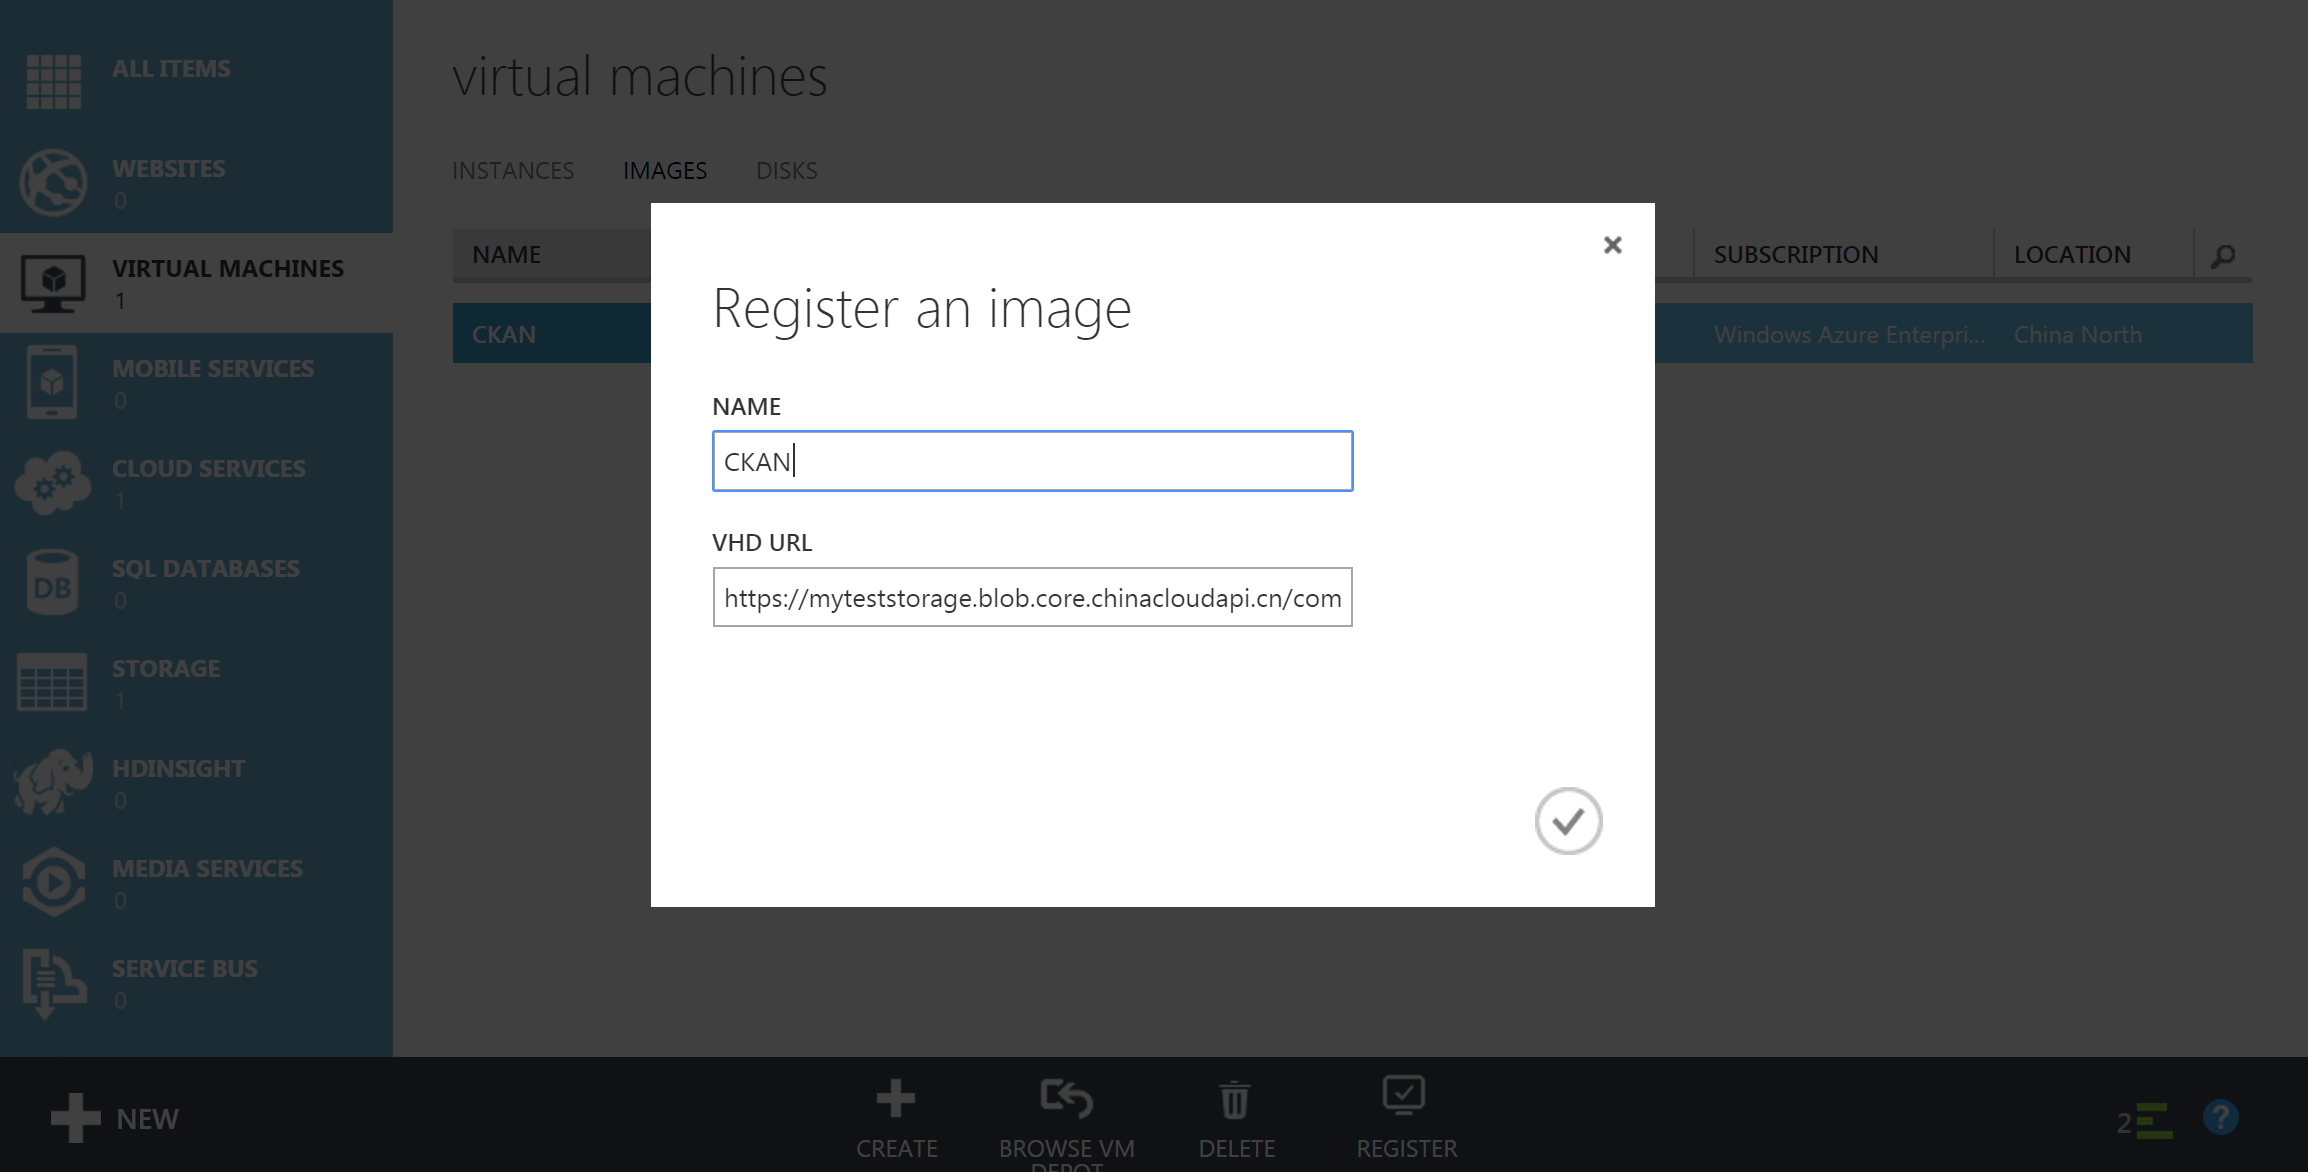 ALL ITEMS
WEBSITES
0
VIRTUAL MACHINES
1
MOBILE SERVICES
0
CLOUD SERVICES
1
SQL DATABASES
0
DB
STORAGE
1
HDINSIGHT
0
MEDIA SERVICES
0
SERVICE BUS
0
virtual machines
INSTANCES IMAGES DISKS
NAME SUBSCRIPTION LOCATION
CKAN Windows Azure Enterpri... China North
Register an image
NAME
CKAN
VHD URL
https://myteststorage.blob.core.chinacloudapi.cn/com
NEW
CREATE
BROWSE VM
DEPOT
DELETE
REGISTER
2
?